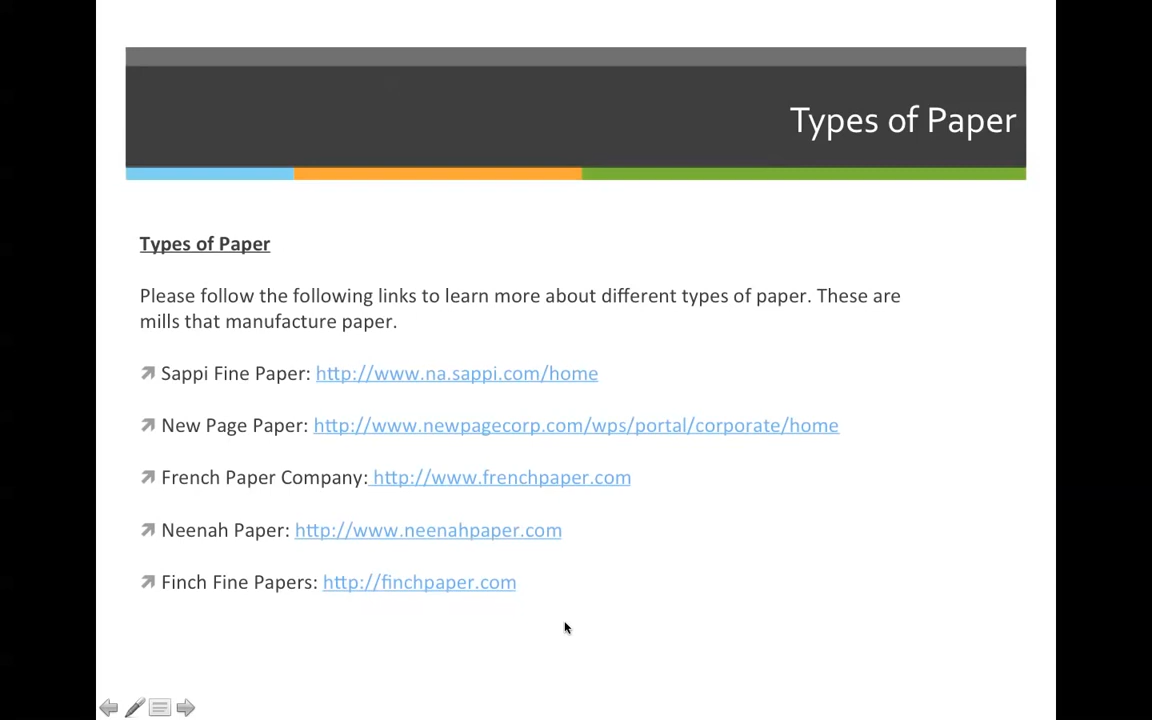 Types of Paper
Types of Paper
Please follow the following links to learn more about different types of paper. These are
mills that manufacture paper.
Sappi Fine Paper: http://www.na.sappi.com/home
New Page Paper: http://www.newpagecorp.com/wps/portal/corporate/home
French Paper Company: http://www.frenchpaper.com
Neenah Paper: http://www.neenahpaper.com
Finch Fine Papers: http://finchpaper.com